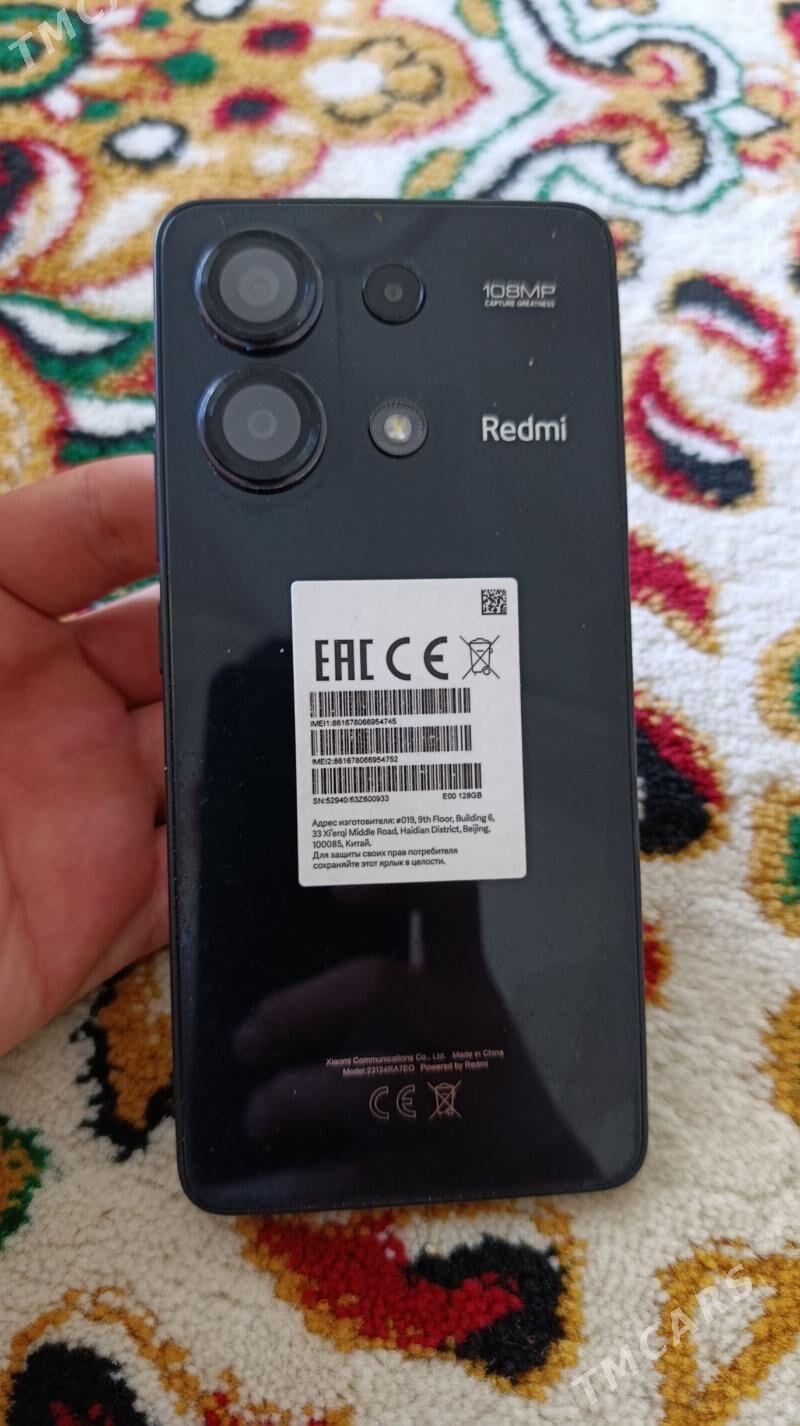 TMCARS
108MP
CAPTURE GREATNESS
Redmi
EAC CE
IMEI1:861678066954745
IMEI2:861678066954752
SN:52940/63Z600933 E00 128GB
Адрес изготовителя: #019, 9th Floor, Building 6,
33 Xi'erqi Middle Road, Haidian District, Beijing,
100085, Китай.
Для защиты своих прав потребителя
сохраняйте этот ярлык в целости.
Xiaomi Communications Co., Ltd. Made in China
Model:23124RA7EO Powered by Redmi
CE
TMCARS